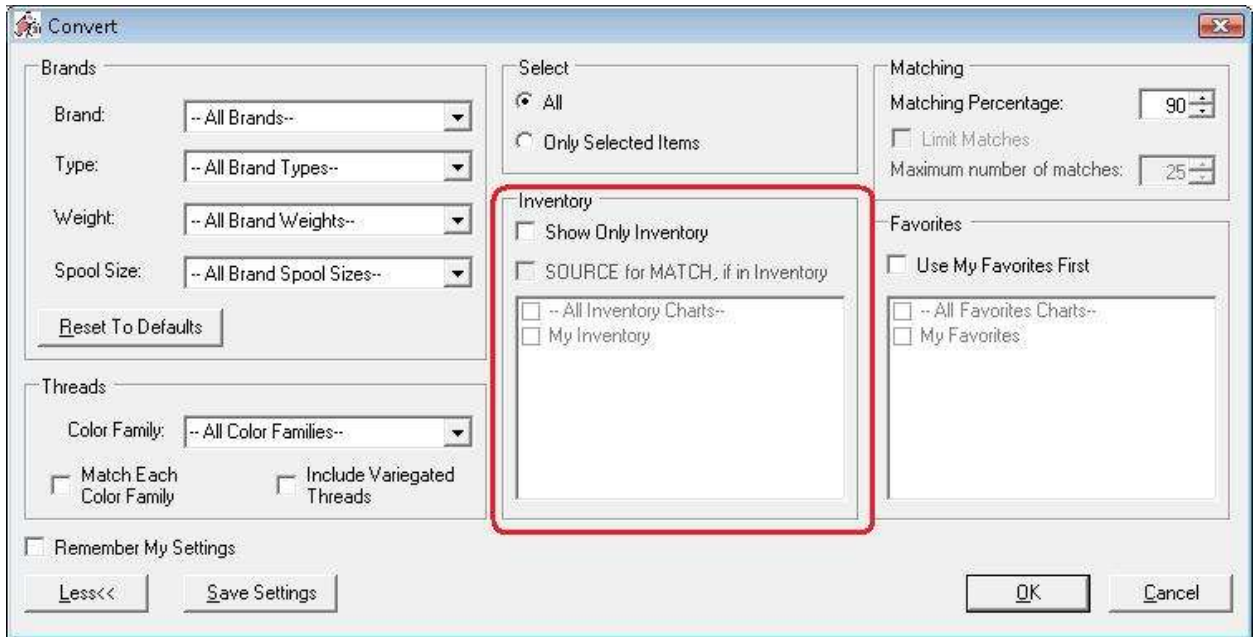 Convert
Brands
Brand: -- All Brands--
Type: -- All Brand Types--
Weight: -- All Brand Weights--
Spool Size: -- All Brand Spool Sizes--
Reset To Defaults
Threads
Color Family: -- All Color Families--
Match Each
Color Family
Include Variegated
Threads
Select
All
Only Selected Items
Inventory
Show Only Inventory
SOURCE for MATCH, if in Inventory
-- All Inventory Charts--
My Inventory
Matching
Matching Percentage: 90
Limit Matches
Maximum number of matches: 25
Favorites
Use My Favorites First
-- All Favorites Charts--
My Favorites
Remember My Settings
Less<< Save Settings OK Cancel